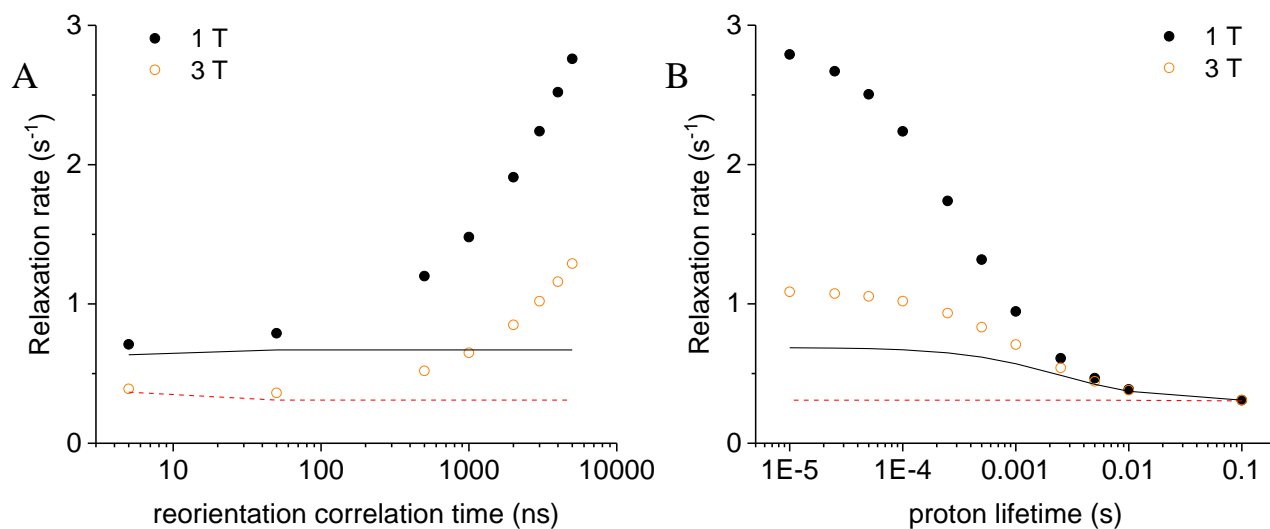 A
1 T
3 T
3
2
1
0
Relaxation rate (s-1)
10
100
1000
10000
reorientation correlation time (ns)
B
1 T
3 T
3
2
1
0
Relaxation rate (s-1)
1E-5
1E-4
0.001
0.01
0.1
proton lifetime (s)